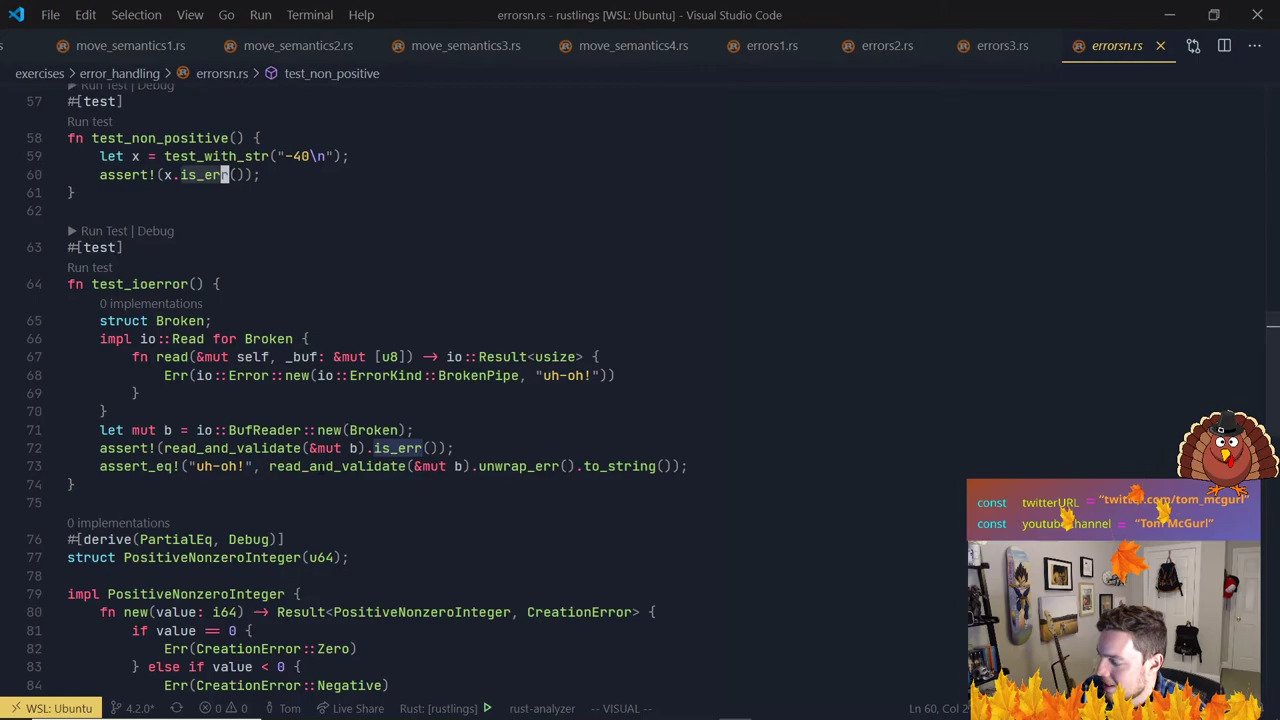 File Edit Selection View Go Run Terminal Help errorsn.rs - rustlings [WSL: Ubuntu] - Visual Studio Code
s move_semantics1.rs move_semantics2.rs move_semantics3.rs move_semantics4.rs errors1.rs errors2.rs errors3.rs errorsn.rs
exercises > error_handling > errorsn.rs > test_non_positive
▶ Run Test | Debug
57 #[test]
Run test
58 fn test_non_positive() {
59 let x = test_with_str("-40\n");
60 assert!(x.is_err());
61 }
62
▶ Run Test | Debug
63 #[test]
Run test
64 fn test_ioerror() {
0 implementations
65 struct Broken;
66 impl io::Read for Broken {
67 fn read(&mut self, _buf: &mut [u8]) -> io::Result<usize> {
68 Err(io::Error::new(io::ErrorKind::BrokenPipe, "uh-oh!"))
69 }
70 }
71 let mut b = io::BufReader::new(Broken);
72 assert!(read_and_validate(&mut b).is_err());
73 assert_eq!("uh-oh!", read_and_validate(&mut b).unwrap_err().to_string());
74 }
75
0 implementations
76 #[derive(PartialEq, Debug)]
77 struct PositiveNonzeroInteger(u64);
78
79 impl PositiveNonzeroInteger {
80 fn new(value: i64) -> Result<PositiveNonzeroInteger, CreationError> {
81 if value == 0 {
82 Err(CreationError::Zero)
83 } else if value < 0 {
84 Err(CreationError::Negative)
const twitterURL = "twitter.com/tom_mcgurl"
const youtubeChannel = "Tom McGurl"
WSL: Ubuntu 4.2.0* 0 0 Tom Live Share Rust: [rustlings] rust-analyzer -- VISUAL -- Ln 60, Col 2